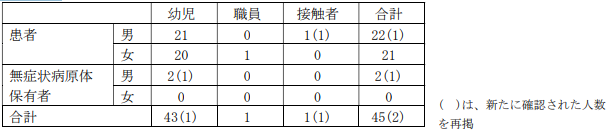 幼児 職員 接触者 合計
患者 男 21 0 1(1) 22(1)
女 20 1 0 21
無症状病原体 男 2(1) 0 0 2(1)
保有者 女 0 0 0 0
合計 43(1) 1 1(1) 45(2)
( )は、新たに確認された人数
を再掲